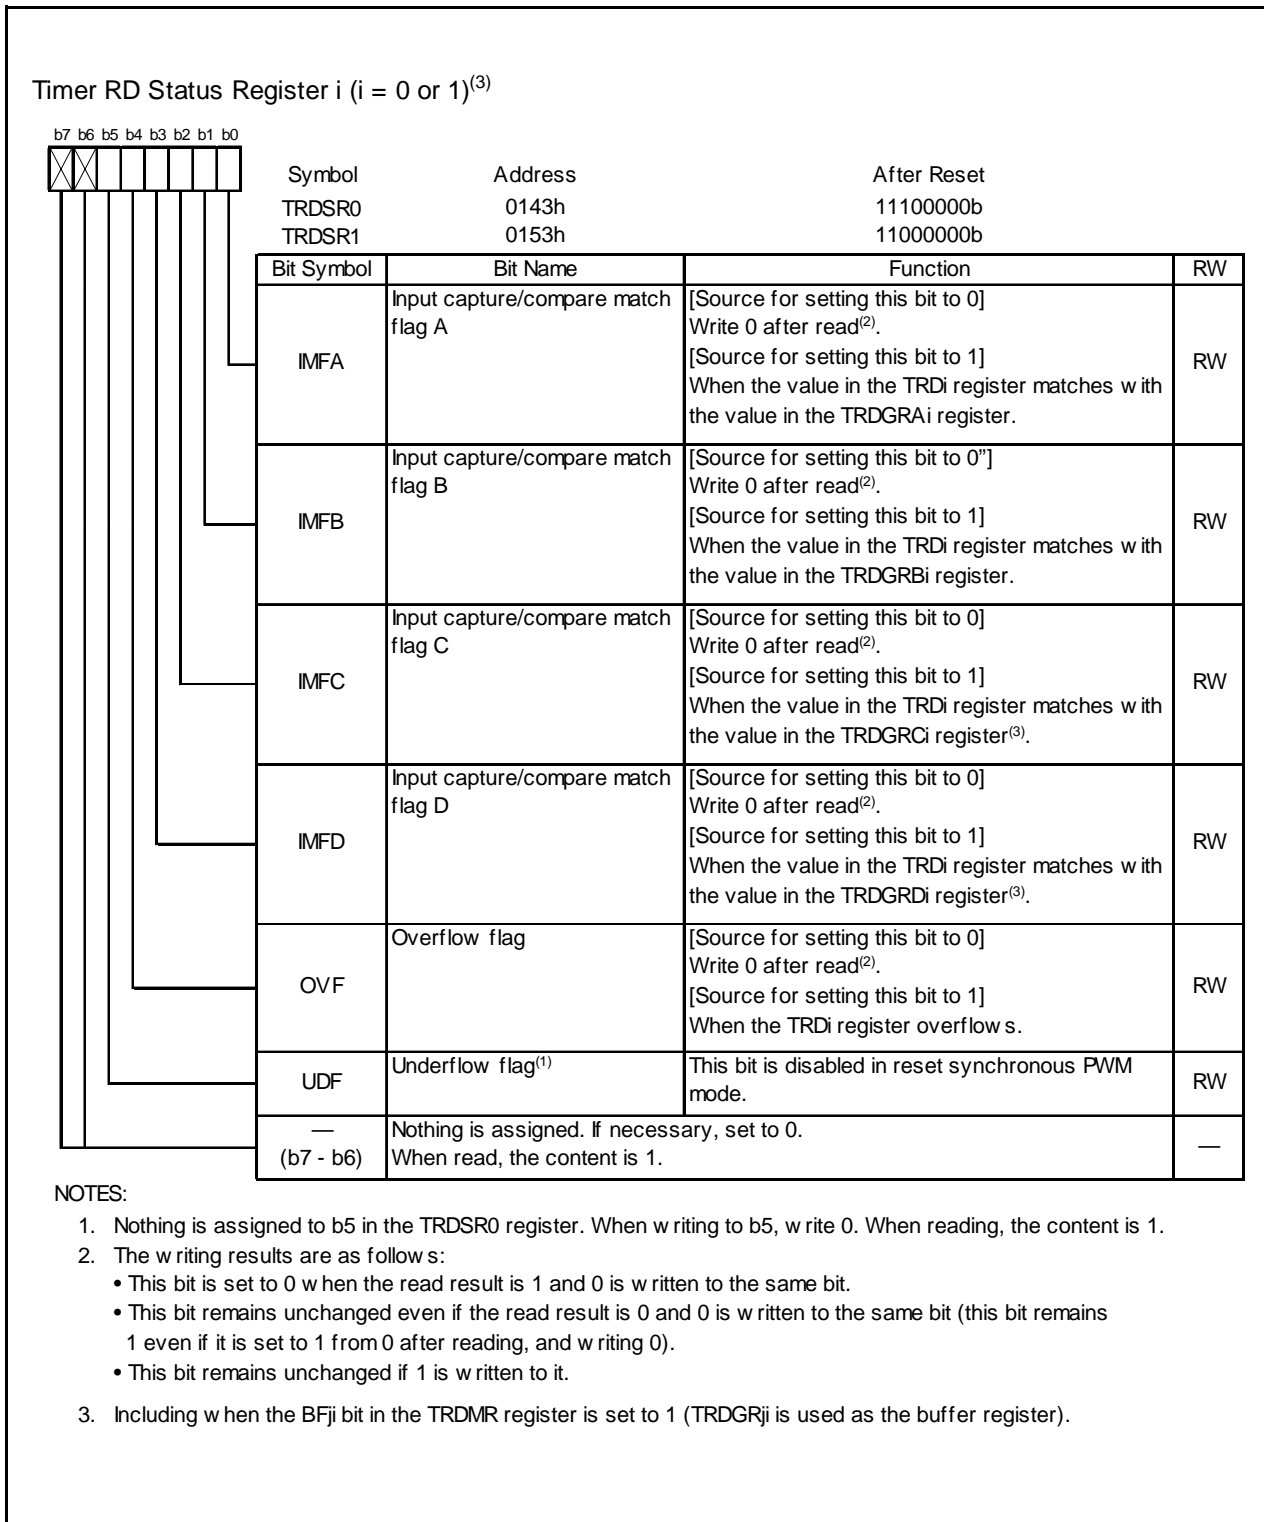 Timer RD Status Register i (i = 0 or 1)(3)
b7 b6 b5 b4 b3 b2 b1 b0
Symbol Address After Reset
TRDSR0 0143h 11100000b
TRDSR1 0153h 11000000b
Bit Symbol Bit Name Function RW
IMFA
Input capture/compare match
flag A
[Source for setting this bit to 0]
Write 0 after read(2).
[Source for setting this bit to 1]
When the value in the TRDi register matches with
the value in the TRDGRAi register.
RW
IMFB
Input capture/compare match
flag B
[Source for setting this bit to 0”]
Write 0 after read(2).
[Source for setting this bit to 1]
When the value in the TRDi register matches with
the value in the TRDGRBi register.
RW
IMFC
Input capture/compare match
flag C
[Source for setting this bit to 0]
Write 0 after read(2).
[Source for setting this bit to 1]
When the value in the TRDi register matches with
the value in the TRDGRCi register(3).
RW
IMFD
Input capture/compare match
flag D
[Source for setting this bit to 0]
Write 0 after read(2).
[Source for setting this bit to 1]
When the value in the TRDi register matches with
the value in the TRDGRDi register(3).
RW
OVF
Overflow flag
[Source for setting this bit to 0]
Write 0 after read(2).
[Source for setting this bit to 1]
When the TRDi register overflows.
RW
UDF
Underflow flag(1)
This bit is disabled in reset synchronous PWM
mode.
RW
—
(b7 - b6)
Nothing is assigned. If necessary, set to 0.
When read, the content is 1.
—
NOTES:
1. Nothing is assigned to b5 in the TRDSR0 register. When writing to b5, write 0. When reading, the content is 1.
2. The writing results are as follows:
• This bit is set to 0 when the read result is 1 and 0 is written to the same bit.
• This bit remains unchanged even if the read result is 0 and 0 is written to the same bit (this bit remains
1 even if it is set to 1 from 0 after reading, and writing 0).
• This bit remains unchanged if 1 is written to it.
3. Including when the BFji bit in the TRDMR register is set to 1 (TRDGRji is used as the buffer register).